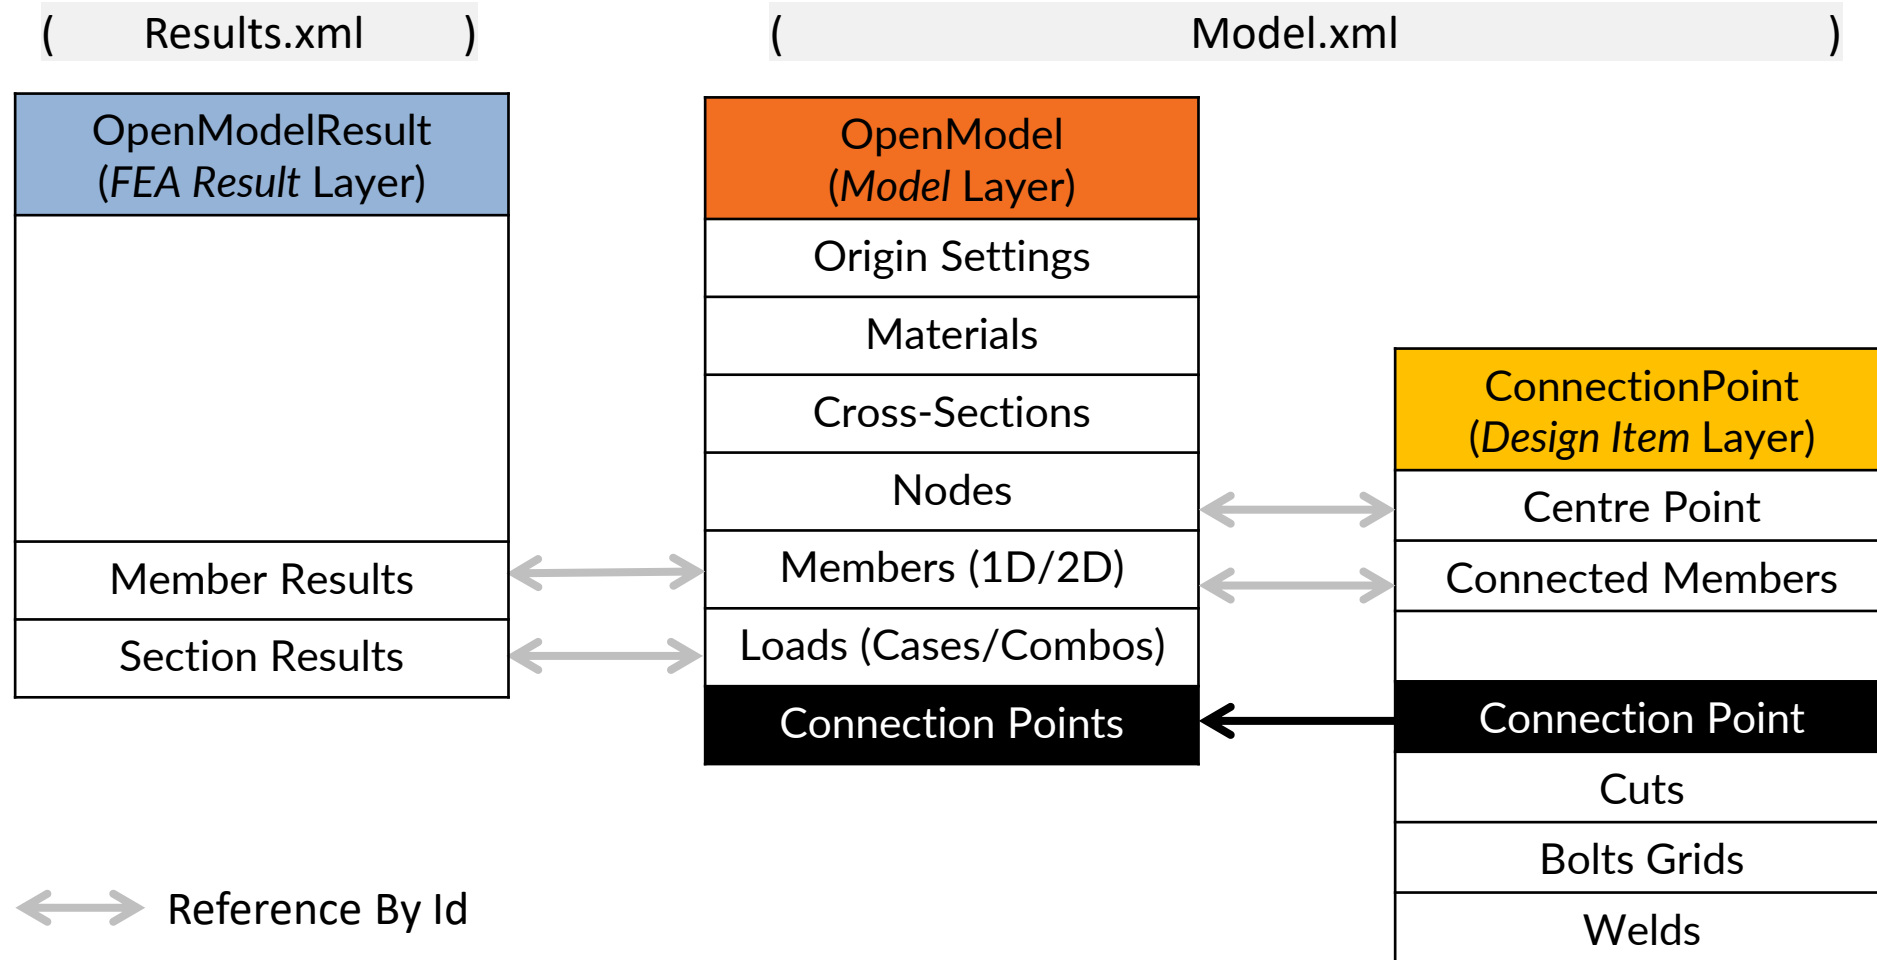 ( Results.xml )
( Model.xml )
OpenModelResult
(FEA Result Layer)
Member Results
Section Results
OpenModel
(Model Layer)
Origin Settings
Materials
Cross-Sections
Nodes
Members (1D/2D)
Loads (Cases/Combos)
Connection Points
ConnectionPoint
(Design Item Layer)
Centre Point
Connected Members
Connection Point
Cuts
Bolts Grids
Welds
Reference By Id